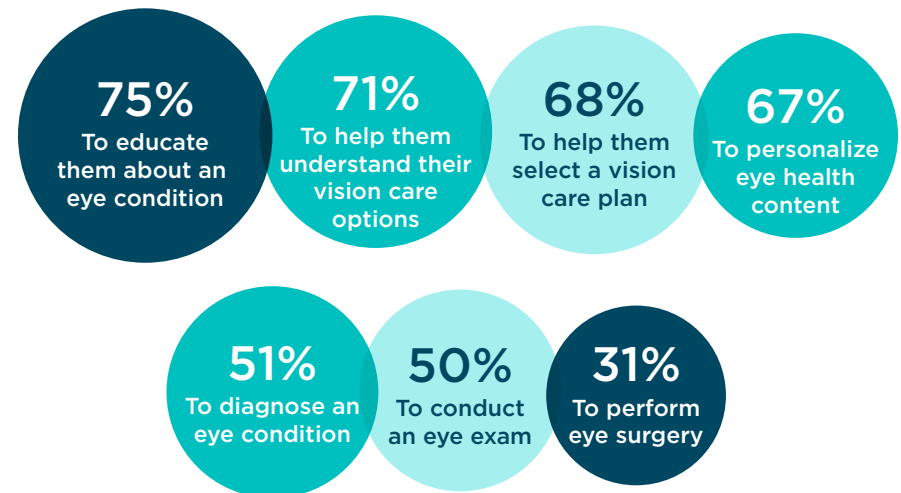 75%
To educate
them about an
eye condition
71%
To help them
understand their
vision care
options
68%
To help them
select a vision
care plan
67%
To personalize
eye health
content
51%
To diagnose an
eye condition
50%
To conduct
an eye exam
31%
To perform
eye surgery